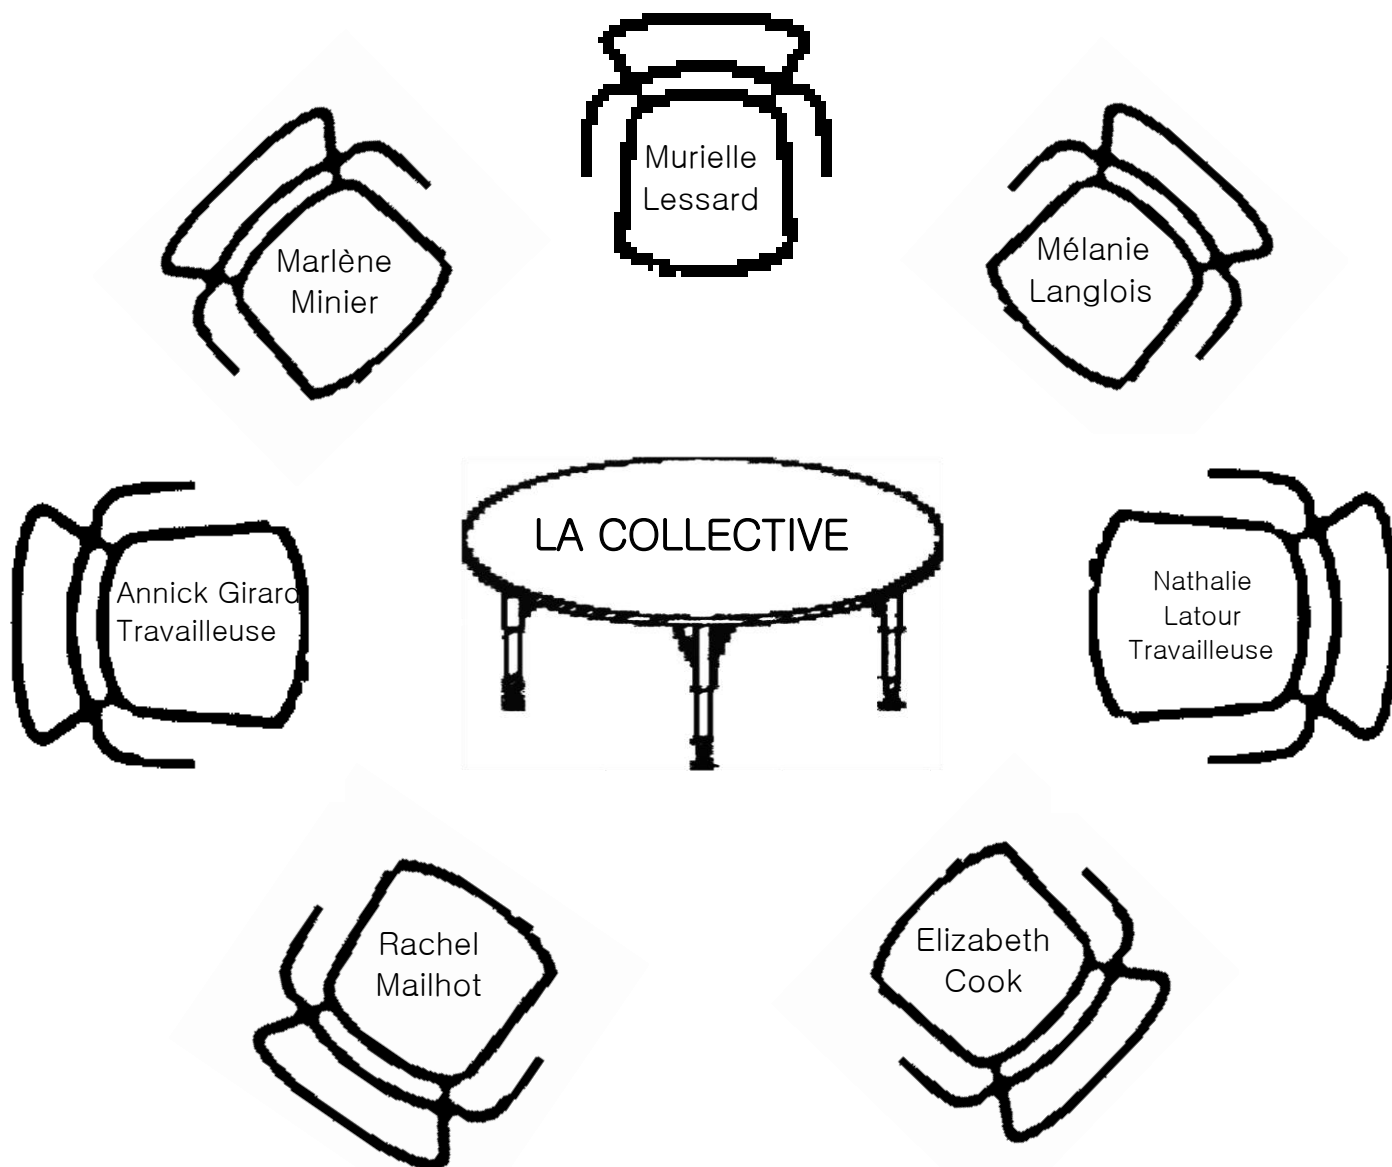 Murielle
Lessard
Marlène
Minier
Mélanie
Langlois
LA COLLECTIVE
Annick Girard
Travailleuse
Nathalie
Latour
Travailleuse
Rachel
Mailhot
Elizabeth
Cook